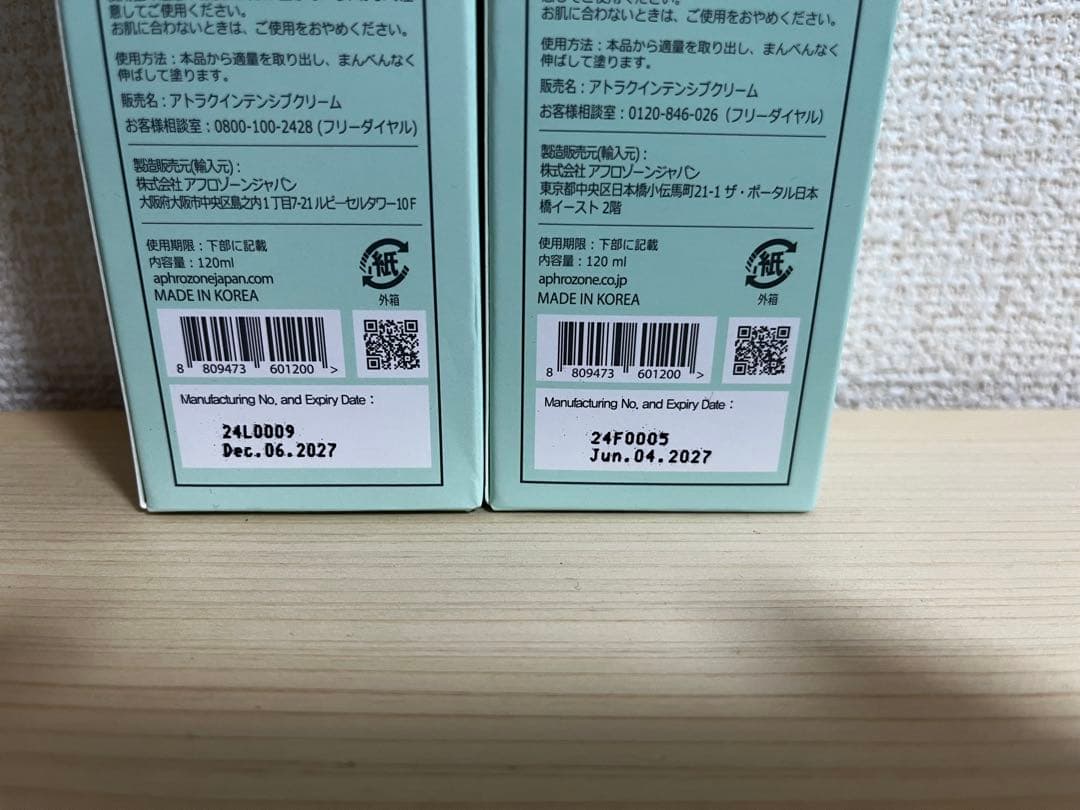 意してご使用ください。
お肌に合わないときは、ご使用をおやめください。
使用方法：本品から適量を取り出し、まんべんなく
伸ばして塗ります。
販売名：アトラクインテンシブクリーム
お客様相談室：0800-100-2428 (フリーダイヤル)
製造販売元(輸入元)：
株式会社 アフロゾーンジャパン
大阪府大阪市中央区島之内1丁目7-21 ルピーセルタワー10F
使用期限：下部に記載
内容量：120ml
aphrozonejapan.com
MADE IN KOREA
紙
外箱
8 809473 601200 >
Manufacturing No. and Expiry Date :
24L0009
Dec.06.2027
意してご使用ください。
お肌に合わないときは、ご使用をおやめください。
使用方法：本品から適量を取り出し、まんべんなく
伸ばして塗ります。
販売名：アトラクインテンシブクリーム
お客様相談室：0120-846-026（フリーダイヤル）
製造販売元(輸入元)：
株式会社 アフロゾーンジャパン
東京都中央区日本橋小伝馬町21-1 ザ・ポータル日本
橋イースト 2階
使用期限：下部に記載
内容量：120 ml
aphrozone.co.jp
MADE IN KOREA
紙
外箱
8 809473 601200 >
Manufacturing No. and Expiry Date :
24F0005
Jun.04.2027